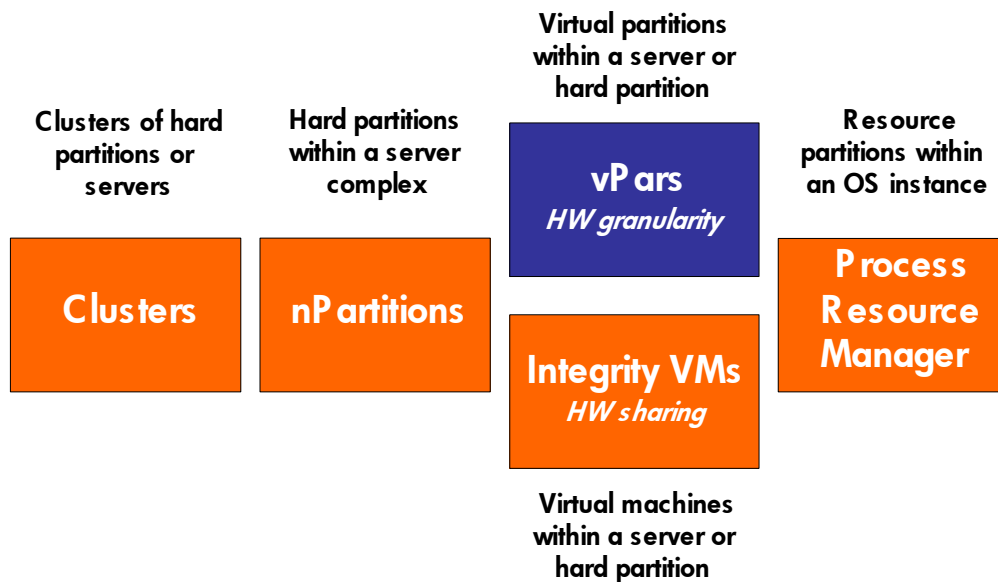 Clusters of hard
partitions or
servers
Clusters
Hard partitions
within a server
complex
nPartitions
Virtual partitions
within a server or
hard partition
vPars
HW granularity
Integrity VMs
HW sharing
Virtual machines
within a server or
hard partition
Resource
partitions within
an OS instance
Process
Resource
Manager